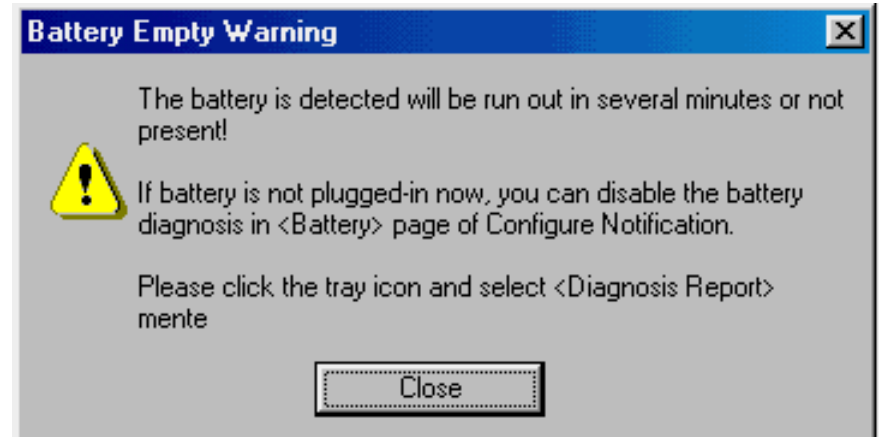 Battery Empty Warning
The battery is detected will be run out in several minutes or not
present!
If battery is not plugged-in now, you can disable the battery
diagnosis in <Battery> page of Configure Notification.
Please click the tray icon and select <Diagnosis Report>
mente
Close